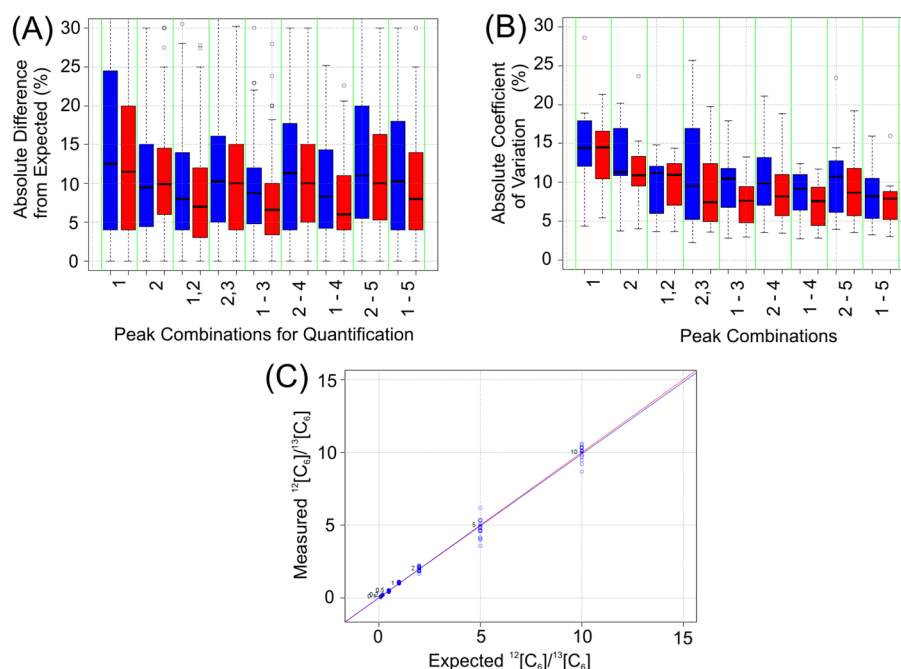 (A)
Absolute Difference
from Expected (%)
30
25
20
15
10
5
0
1
2
1,2
2,3
1 - 3
2 - 4
1 - 4
2 - 5
1 - 5
Peak Combinations for Quantification
(B)
Absolute Coefficient
of Variation
(%)
30
25
20
15
10
5
0
1
2
1,2
2,3
1 - 3
2 - 4
1 - 4
2 - 5
1 - 5
Peak Combinations
(C)
Measured ¹²[C₆]/¹³[C₆]
15
10
5
0
10
5
2
1
0.5
0
5
10
15
Expected ¹²[C₆]/¹³[C₆]